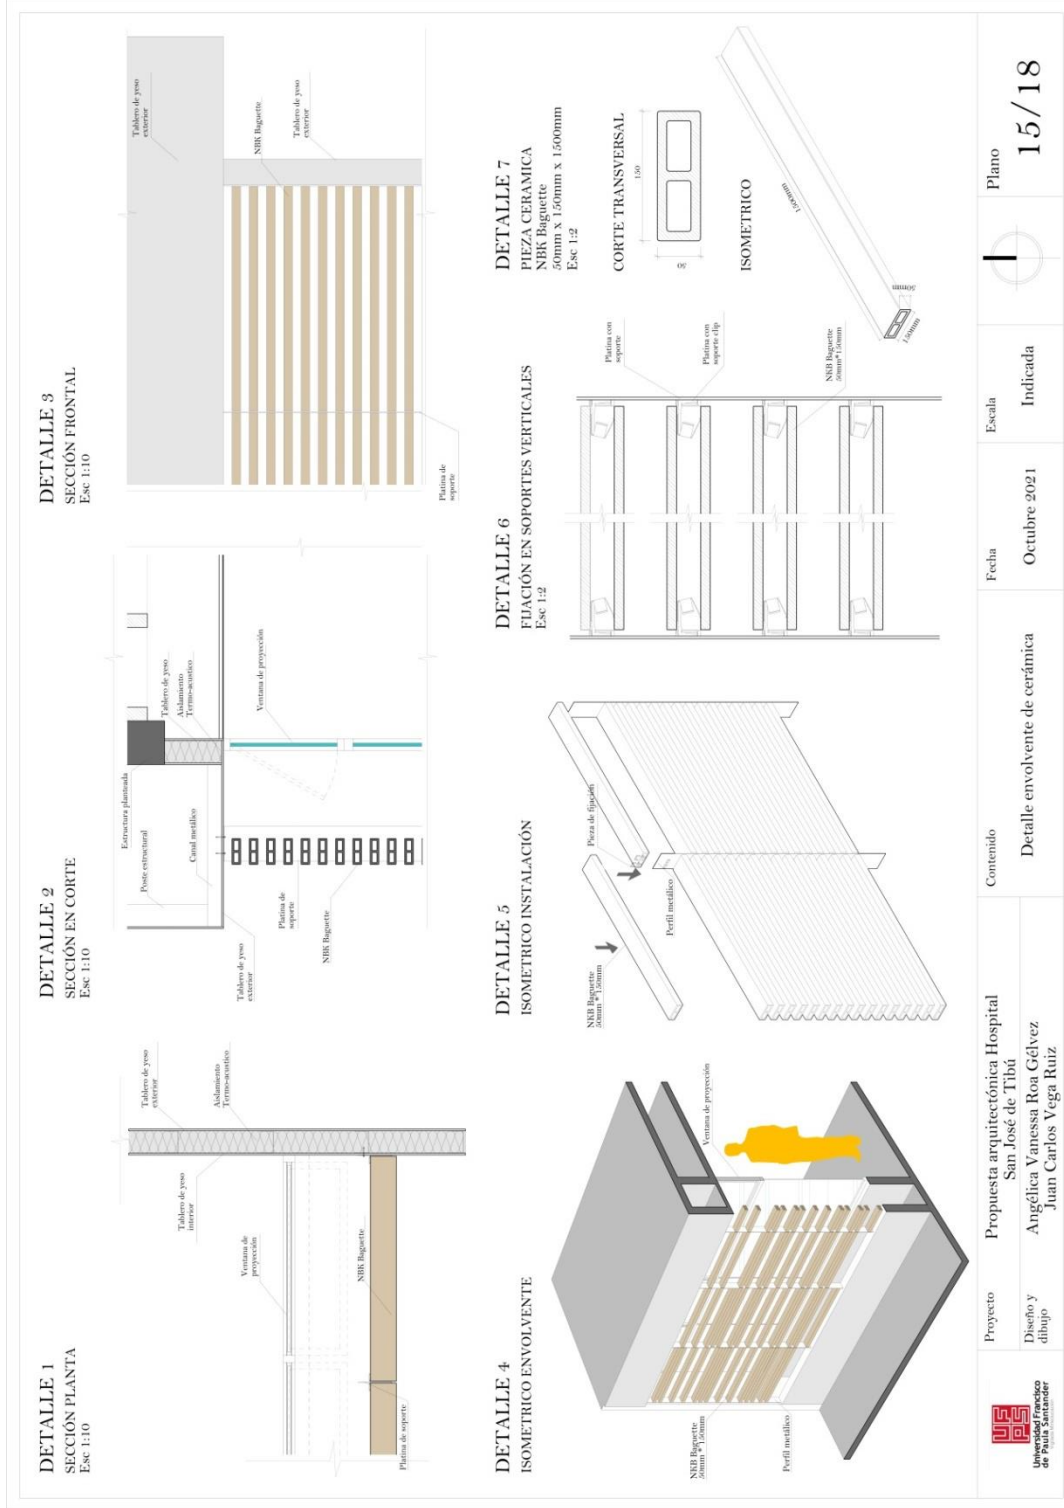 DETALLE 1
SECCIÓN PLANTA
Esc 1:10
Tablero de yeso
exterior
Tablero de yeso
interior
Aislamiento
Termo-acustico
Ventana de
proyección
NBK Baguette
Platina de soporte
DETALLE 2
SECCIÓN EN CORTE
Esc 1:10
Estructura planteada
Poste estructural
Canal metálico
Tablero de yeso
Aislamiento
Termo-acustico
Ventana de proyección
Tablero de yeso
exterior
Platina de
soporte
NBK Baguette
DETALLE 3
SECCIÓN FRONTAL
Esc 1:10
Tablero de yeso
exterior
NBK Baguette
Tablero de yeso
exterior
Platina de
soporte
DETALLE 4
ISOMETRICO ENVOLVENTE
Ventana de proyección
NKB Baguette
50mm * 150mm
Perfil metálico
DETALLE 5
ISOMETRICO INSTALACIÓN
NKB Baguette
50mm * 150mm
Pieza de fijación
Perfil metálico
DETALLE 6
FIJACIÓN EN SOPORTES VERTICALES
Esc 1:2
Platina con
soporte
Platina con
soporte clip
NKB Baguette
50mm*150mm
DETALLE 7
PIEZA CERAMICA
NBK Baguette
50mm x 150mm x 1500mm
Esc 1:2
CORTE TRANSVERSAL
150
50
ISOMETRICO
1500mm
50mm
150mm
UFPS
Universidad Francisco
de Paula Santander
Proyecto
Propuesta arquitectónica Hospital
San José de Tibú
Diseño y
dibujo
Angélica Vanessa Roa Gélvez
Juan Carlos Vega Ruiz
Contenido
Detalle envolvente de cerámica
Fecha
Octubre 2021
Escala
Indicada
Plano
15/18